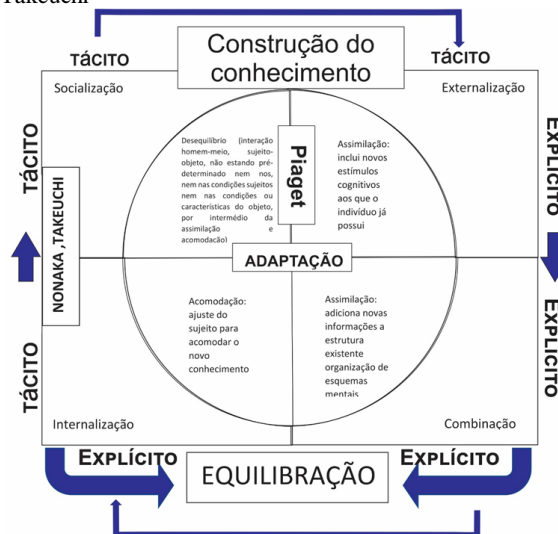 Takeuchi
Construção do
conhecimento
TÁCITO
TÁCITO
Socialização
Externalização
TÁCITO
EXPLÍCITO
Desequilíbrio (interação
homem-meio, sujeito-
objeto, não estando pré-
determinado nem nos,
nem nas condições sujeitos
nem nas condições ou
características do objeto,
por intermédio da
assimilação e
acomodação)
Piaget
Assimilação:
inclui novos
estímulos
cognitivos
aos que o
indivíduo já
possui
NONAKA ,TAKEUCHI
ADAPTAÇÃO
Acomodação:
ajuste do
sujeito para
acomodar o
novo
conhecimento
Assimilação:
adiciona novas
informações a
estrutura
existente
organização de
esquemas
mentais
TÁCITO
EXPLÍCITO
Internalização
Combinação
EXPLÍCITO
EXPLÍCITO
EQUILIBRAÇÃO